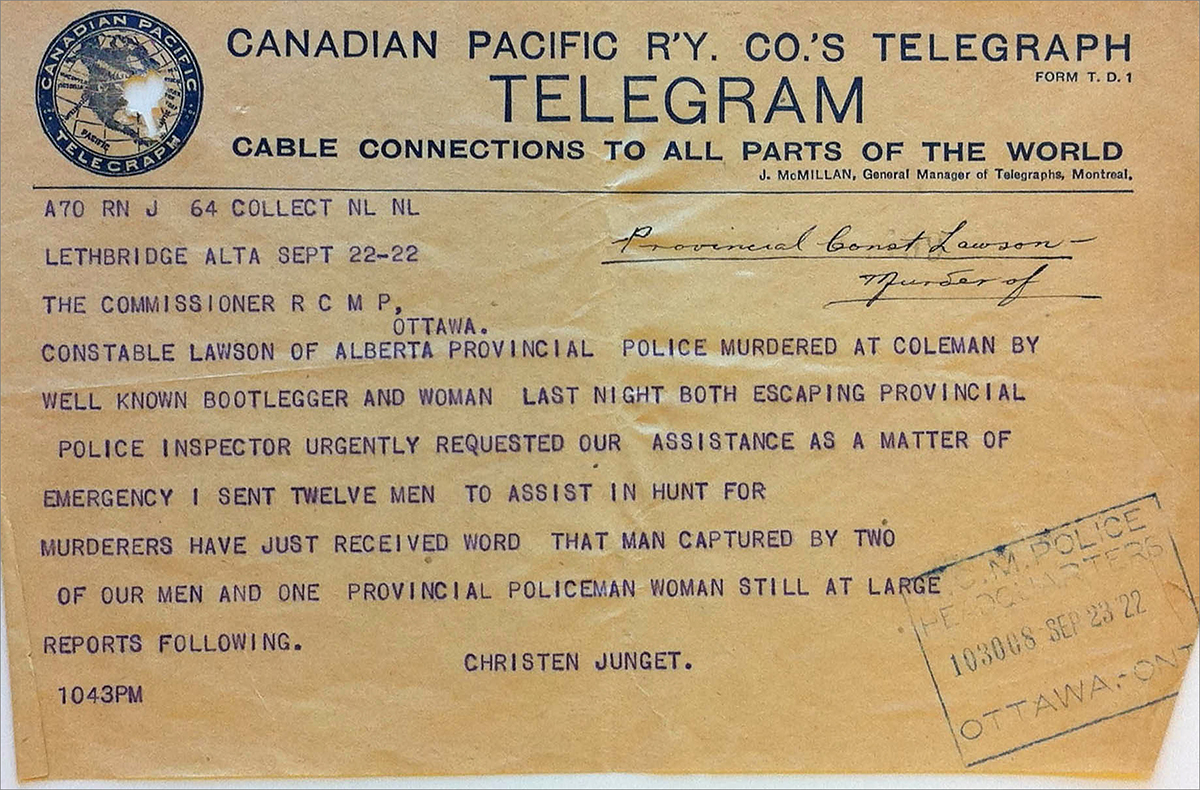 CANADIAN PACIFIC
TELEGRAPH
PACIFIC
CANADIAN PACIFIC R'Y. CO.'S TELEGRAPH
FORM T. D. 1
TELEGRAM
CABLE CONNECTIONS TO ALL PARTS OF THE WORLD
J. McMILLAN, General Manager of Telegraphs, Montreal.
A70 RN J 64 COLLECT NL NL
LETHBRIDGE ALTA SEPT 22-22
Provincial Const Lawson -
Murder of
THE COMMISSIONER R C M P,
OTTAWA.
CONSTABLE LAWSON OF ALBERTA PROVINCIAL POLICE MURDERED AT COLEMAN BY
WELL KNOWN BOOTLEGGER AND WOMAN LAST NIGHT BOTH ESCAPING PROVINCIAL
POLICE INSPECTOR URGENTLY REQUESTED OUR ASSISTANCE AS A MATTER OF
EMERGENCY I SENT TWELVE MEN TO ASSIST IN HUNT FOR
MURDERERS HAVE JUST RECEIVED WORD THAT MAN CAPTURED BY TWO
OF OUR MEN AND ONE PROVINCIAL POLICEMAN WOMAN STILL AT LARGE
REPORTS FOLLOWING.
CHRISTEN JUNGET.
1043PM
C.M. POLICE
HEADQUARTERS
103008 SEP 23 '22
OTTAWA.-ONT